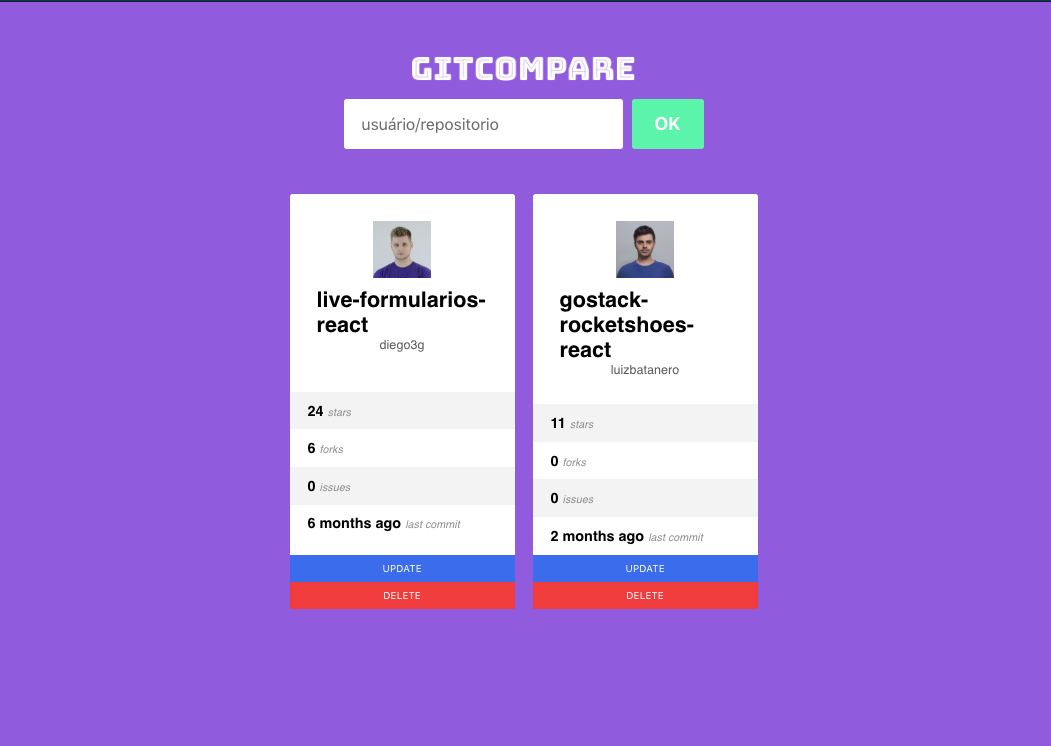 GITCOMPARE
usuário/repositorio
OK
live-formularios-
react
diego3g
24 stars
6 forks
0 issues
6 months ago last commit
UPDATE
DELETE
gostack-
rocketshoes-
react
luizbatanero
11 stars
0 forks
0 issues
2 months ago last commit
UPDATE
DELETE